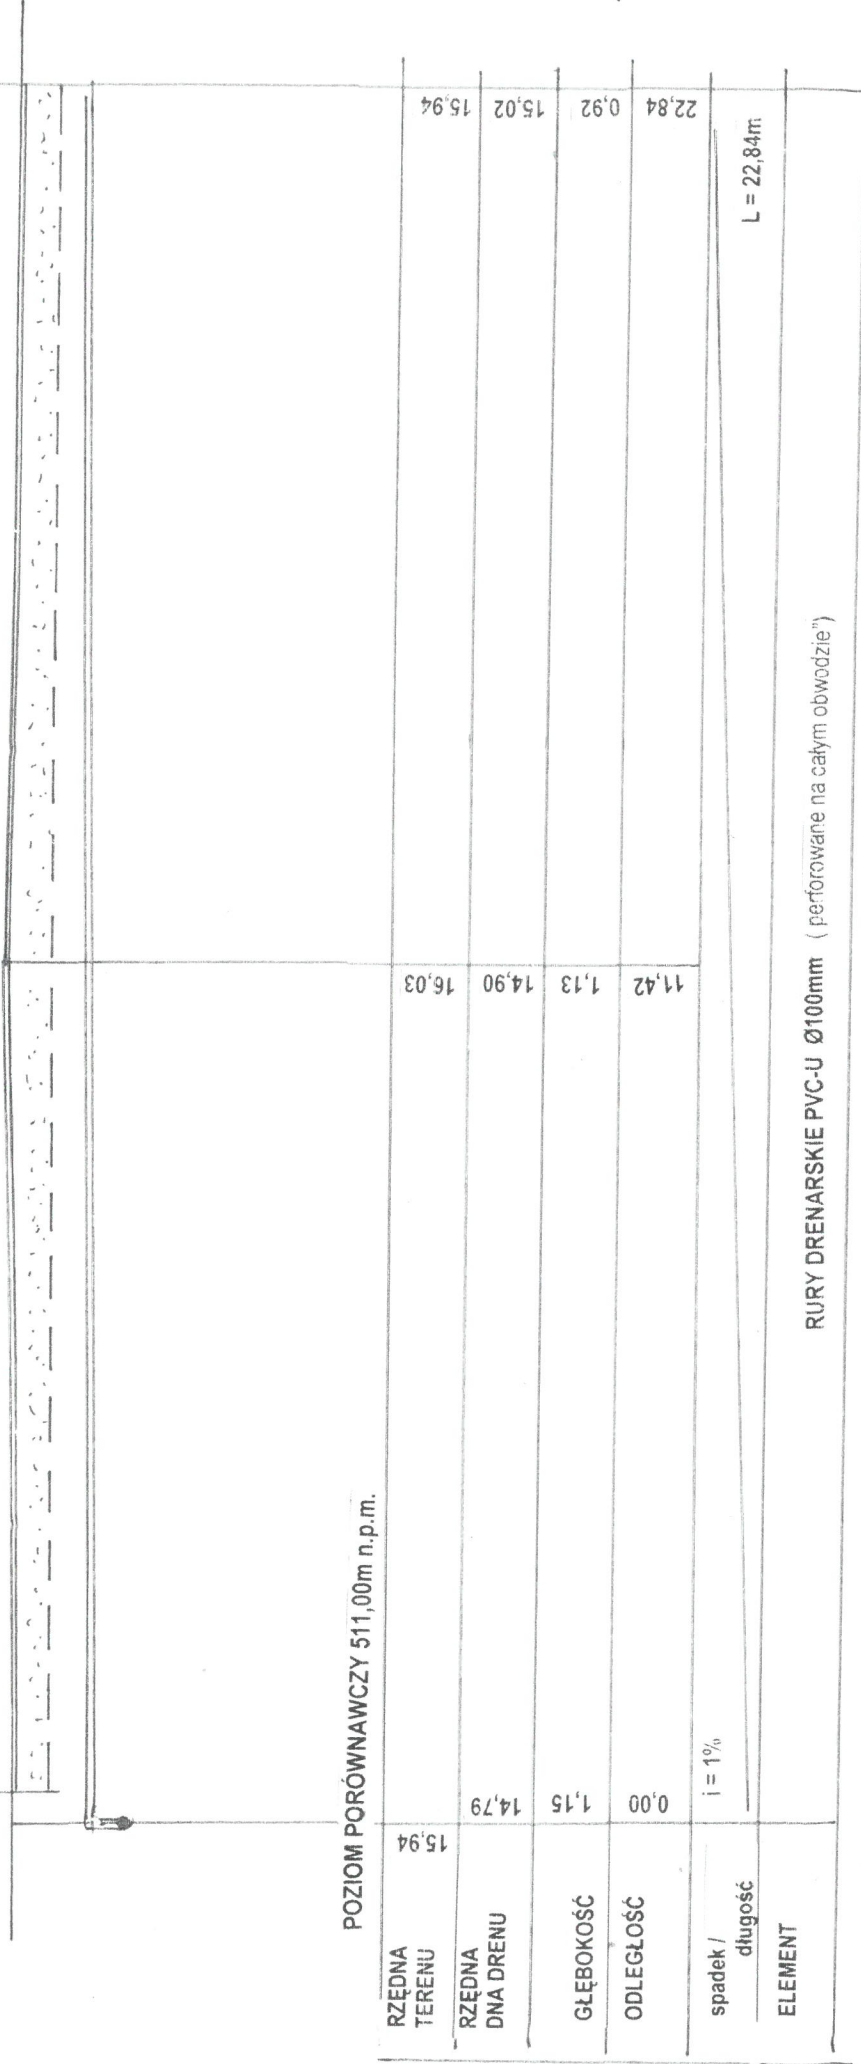 POZIOM PORÓWNAWCZY 511,00m n.p.m.
RZĘDNA
TERENU
15,94
16,03
15,94
RZĘDNA
DNA DRENU
14,79
14,90
15,02
GŁĘBOKOŚĆ
1,15
1,13
0,92
ODLEGŁOŚĆ
0,00
11,42
22,84
spadek /
długość
i = 1%
L = 22,84m
ELEMENT
RURY DRENARSKIE PVC-U Ø100mm ( perforowane na całym obwodzie")